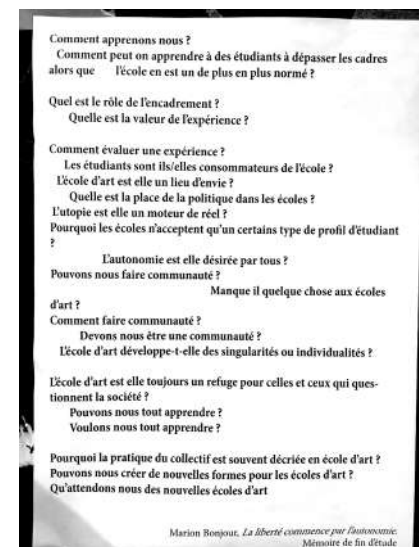 Comment apprenons nous ?
Comment peut on apprendre à des étudiants à dépasser les cadres
alors que l'école en est un de plus en plus normé ?
Quel est le rôle de l'encadrement ?
Quelle est la valeur de l'expérience ?
Comment évaluer une expérience ?
Les étudiants sont ils/elles consommateurs de l'école ?
L'école d'art est elle un lieu d'envie ?
Quelle est la place de la politique dans les écoles ?
L'utopie est elle un moteur de réel ?
Pourquoi les écoles n'acceptent qu'un certains type de profil d'étudiant
?
L'autonomie est elle désirée par tous ?
Pouvons nous faire communauté ?
Manque il quelque chose aux écoles
d'art ?
Comment faire communauté ?
Devons nous être une communauté ?
L'école d'art développe-t-elle des singularités ou individualités ?
L'école d'art est elle toujours un refuge pour celles et ceux qui ques-
tionnent la société ?
Pouvons nous tout apprendre ?
Voulons nous tout apprendre ?
Pourquoi la pratique du collectif est souvent décriée en école d'art ?
Pouvons nous créer de nouvelles formes pour les écoles d'art ?
Qu'attendons nous des nouvelles écoles d'art
Marion Bonjour, La liberté commence par l'autonomie.
Mémoire de fin d'étude